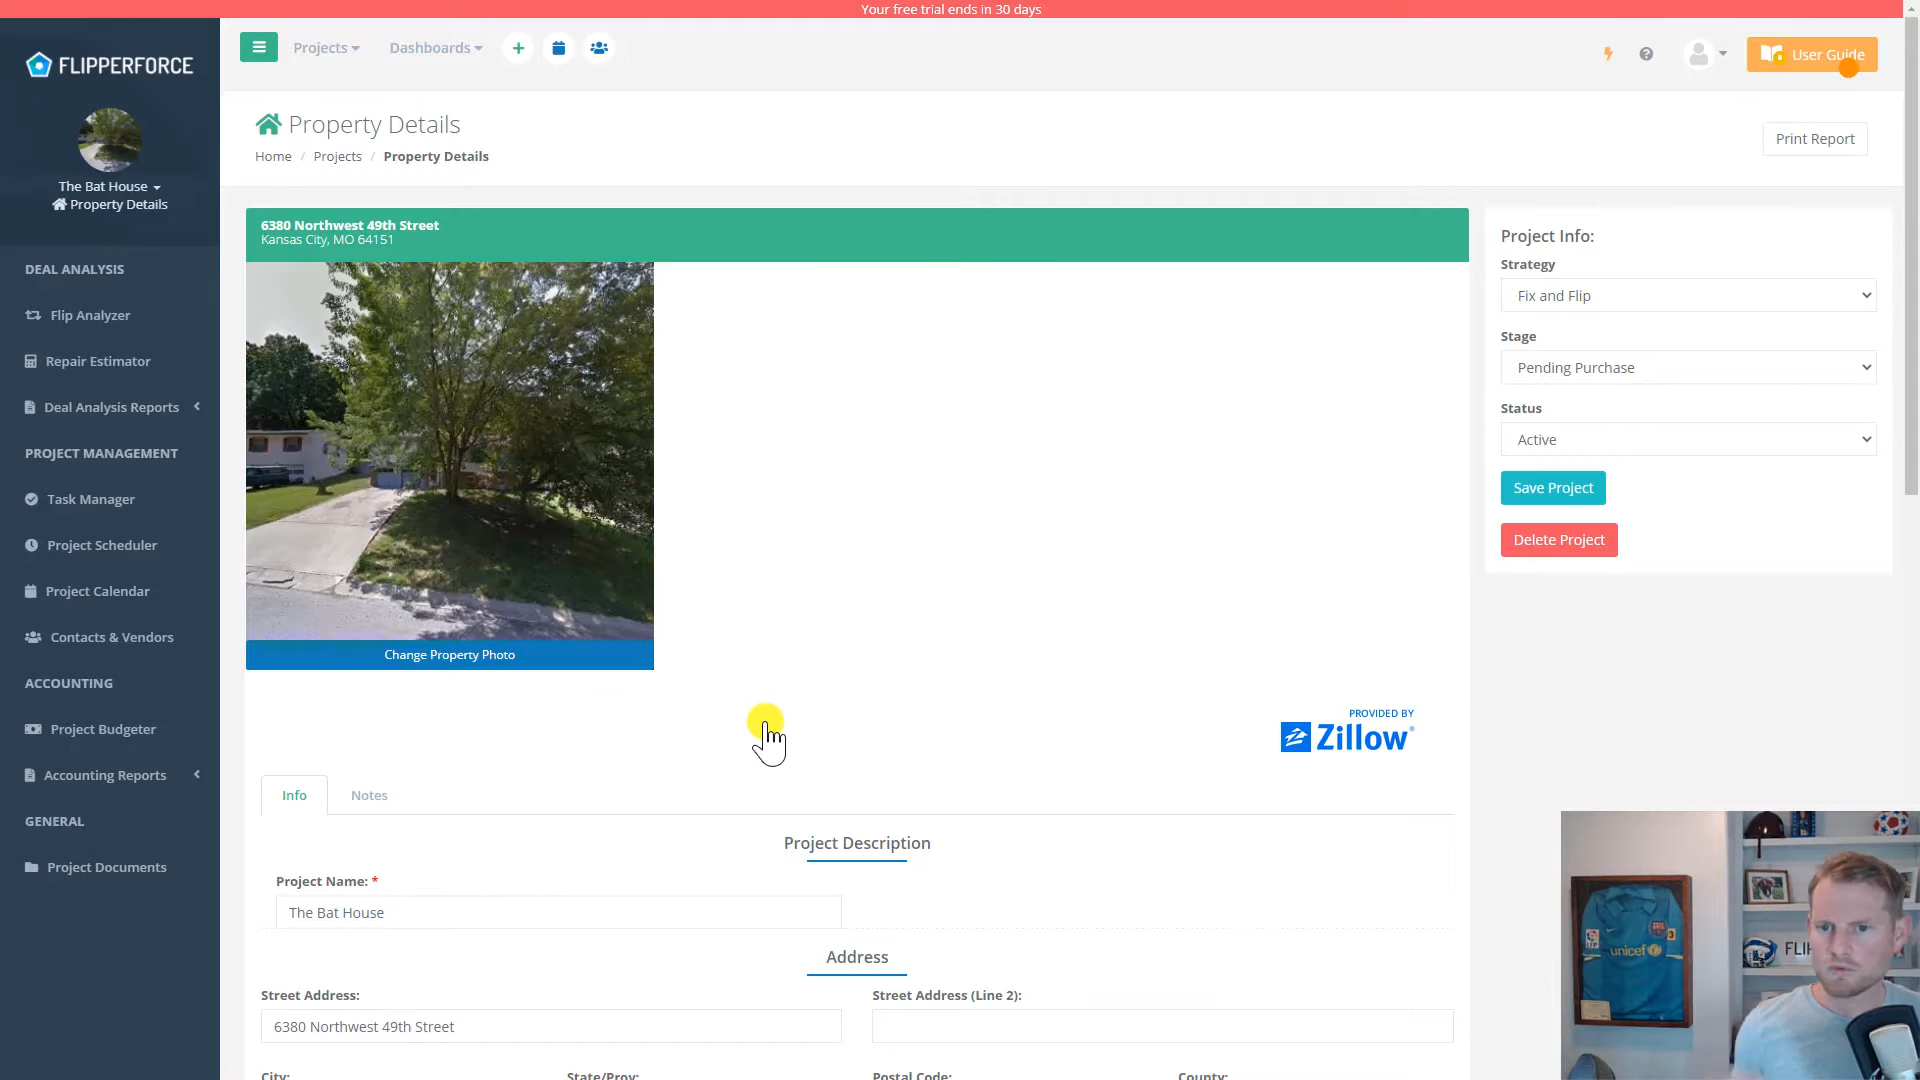 Your free trial ends in 30 days
FLIPPERFORCE
Projects
Dashboards
User Guide
The Bat House
Property Details
Property Details
Home / Projects / Property Details
Print Report
DEAL ANALYSIS
Flip Analyzer
Repair Estimator
Deal Analysis Reports
PROJECT MANAGEMENT
Task Manager
Project Scheduler
Project Calendar
Contacts & Vendors
ACCOUNTING
Project Budgeter
Accounting Reports
GENERAL
Project Documents
6380 Northwest 49th Street
Kansas City, MO 64151
Change Property Photo
PROVIDED BY
Zillow
Project Info:
Strategy
Fix and Flip
Stage
Pending Purchase
Status
Active
Save Project
Delete Project
Info
Notes
Project Description
Project Name: *
The Bat House
Address
Street Address:
6380 Northwest 49th Street
Street Address (Line 2):
City:
State/Prov:
Postal Code:
County:
unicef
3
FLI